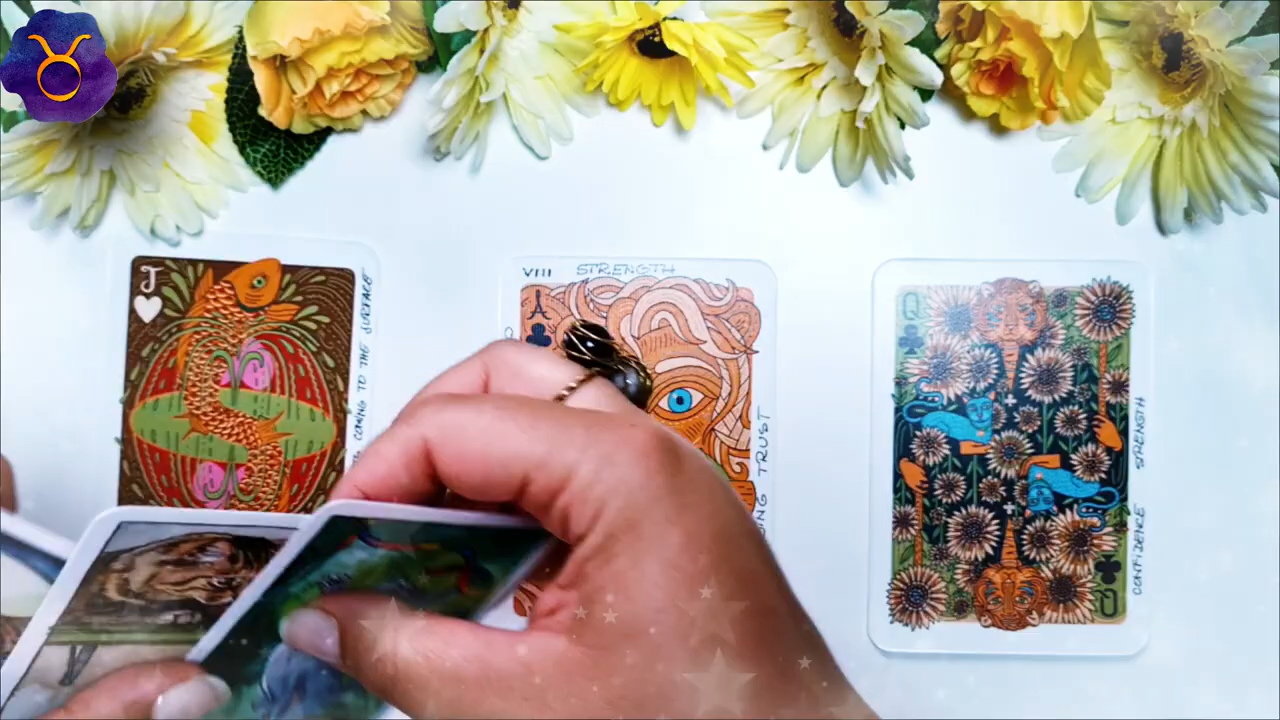 J
COMING TO THE SURFACE
VIII STRENGTH
A
TRUST
Q
CONFIDENCE STRENGTH
Q